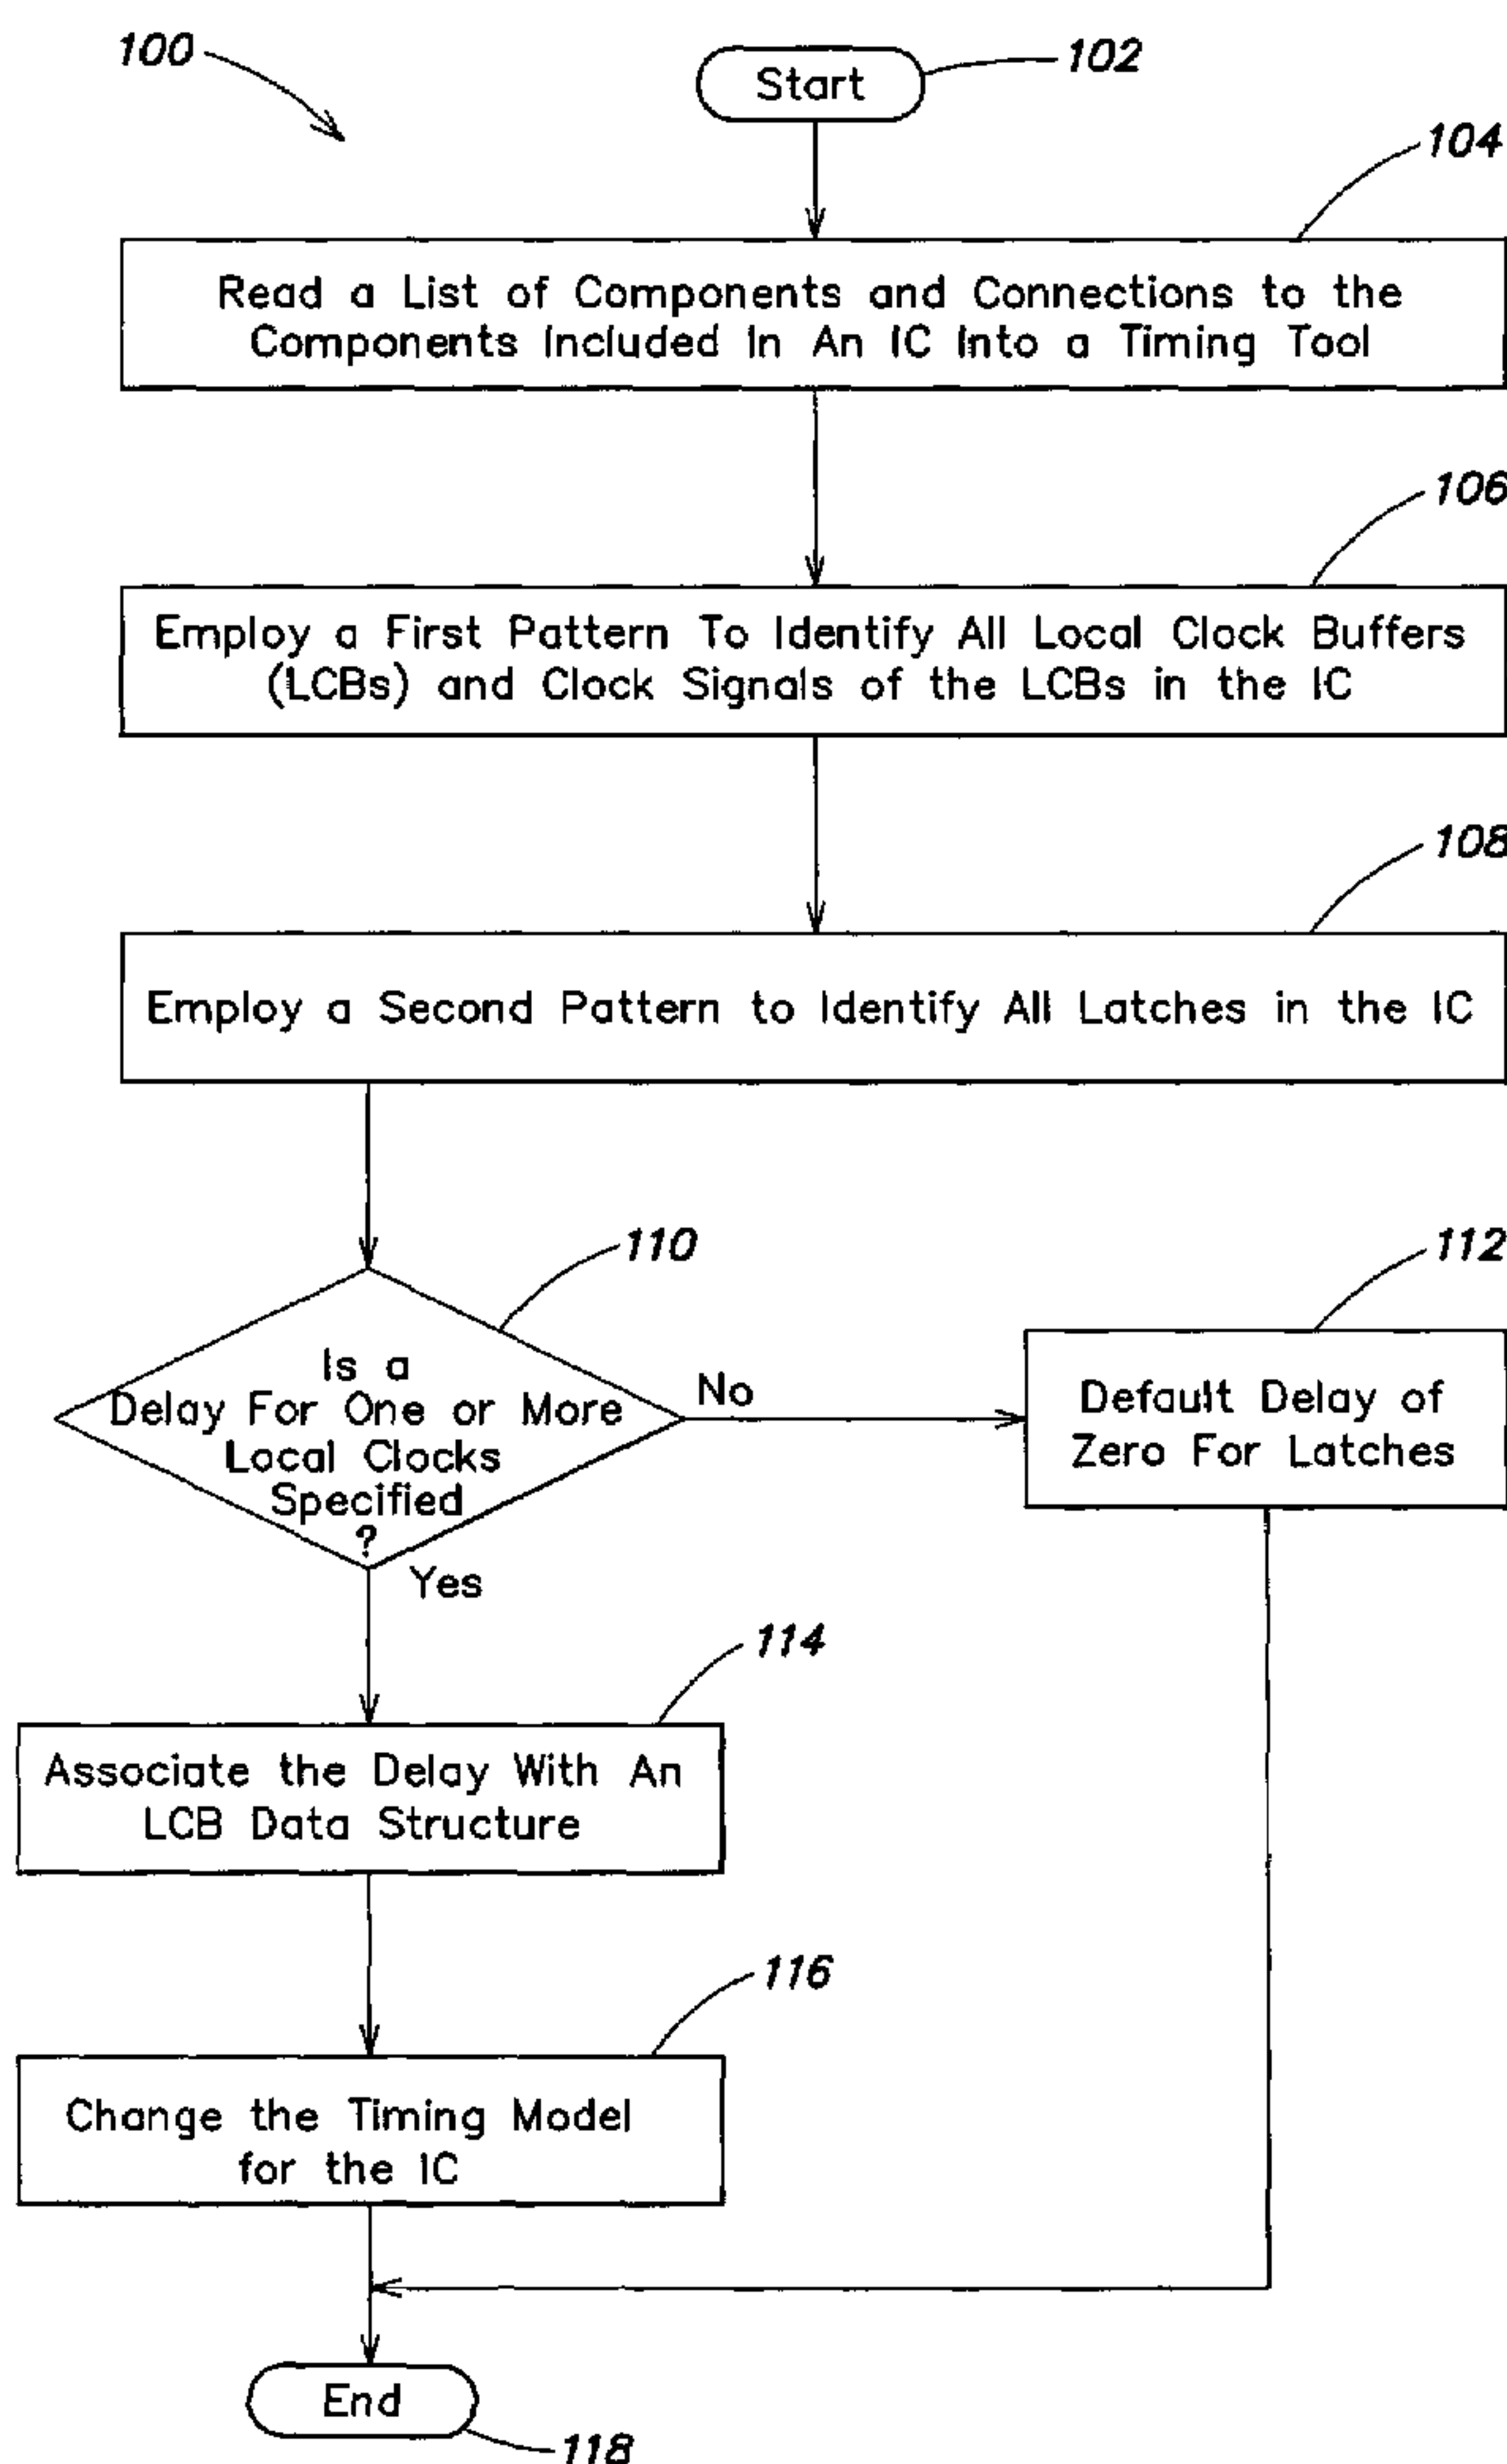 100
Start
102
104
Read a List of Components and Connections to the
Components Included In An IC Into a Timing Tool
106
Employ a First Pattern To Identify All Local Clock Buffers
(LCBs) and Clock Signals of the LCBs in the IC
108
Employ a Second Pattern to Identify All Latches in the IC
110
112
Is a
Delay For One or More
Local Clocks
Specified
?
No
Default Delay of
Zero For Latches
Yes
114
Associate the Delay With An
LCB Data Structure
116
Change the Timing Model
for the IC
End
118